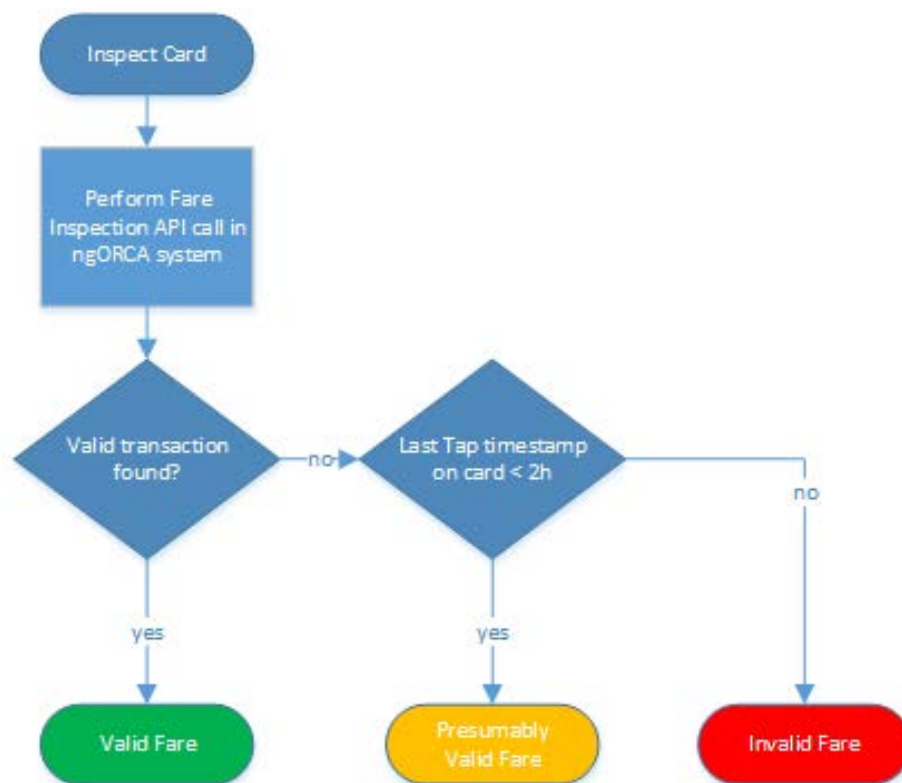 Inspect Card
Perform Fare
Inspection API call in
ngORCA system
Valid transaction
found?
no
Last Tap timestamp
on card < 2h
no
yes
yes
Valid Fare
Presumably
Valid Fare
Invalid Fare